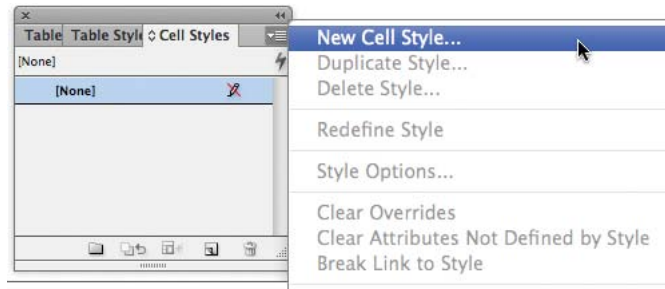 Table Table Style Cell Styles
[None]
[None]
New Cell Style...
Duplicate Style...
Delete Style...
Redefine Style
Style Options...
Clear Overrides
Clear Attributes Not Defined by Style
Break Link to Style